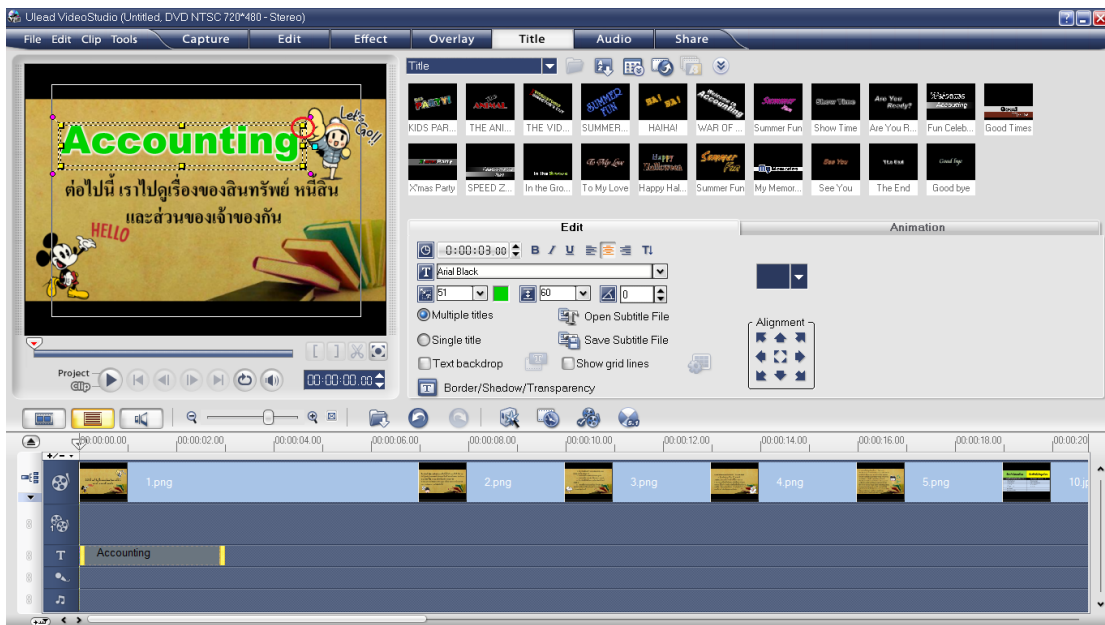 Ulead VideoStudio (Untitled, DVD NTSC 720*480 - Stereo)
File Edit Clip Tools Capture Edit Effect Overlay Title Audio Share
Title
Let's Go!!
Accounting
ต่อไปนี้ เราไปดูเรื่องของสินทรัพย์ หนี้สิน
และส่วนของเจ้าของกัน
HELLO
KIDS PAR... THE ANI... THE VID... SUMMER... HA!HA! WAR OF ... Summer Fun Show Time Are You R... Fun Celeb... Good Times
X'mas Party SPEED Z... In the Gro... To My Love Happy Hal... Summer Fun My Memor... See You The End Good bye
Edit Animation
0:00:03.00 B I U
Arial Black
51 60 0
Multiple titles Open Subtitle File
Single title Save Subtitle File
Text backdrop Show grid lines
Border/Shadow/Transparency
Alignment
Project
Clip
00:00:00.00
00:00:00.00 00:00:02.00 00:00:04.00 00:00:06.00 00:00:08.00 00:00:10.00 00:00:12.00 00:00:14.00 00:00:16.00 00:00:18.00 00:00:20
1.png 2.png 3.png 4.png 5.png 10.jp
T Accounting